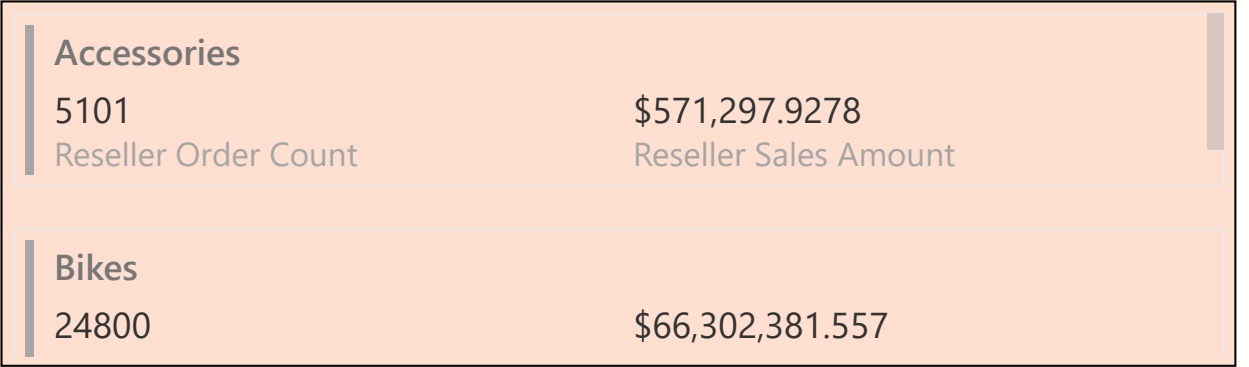 Accessories
5101 $571,297.9278
Reseller Order Count Reseller Sales Amount
Bikes
24800 $66,302,381.557